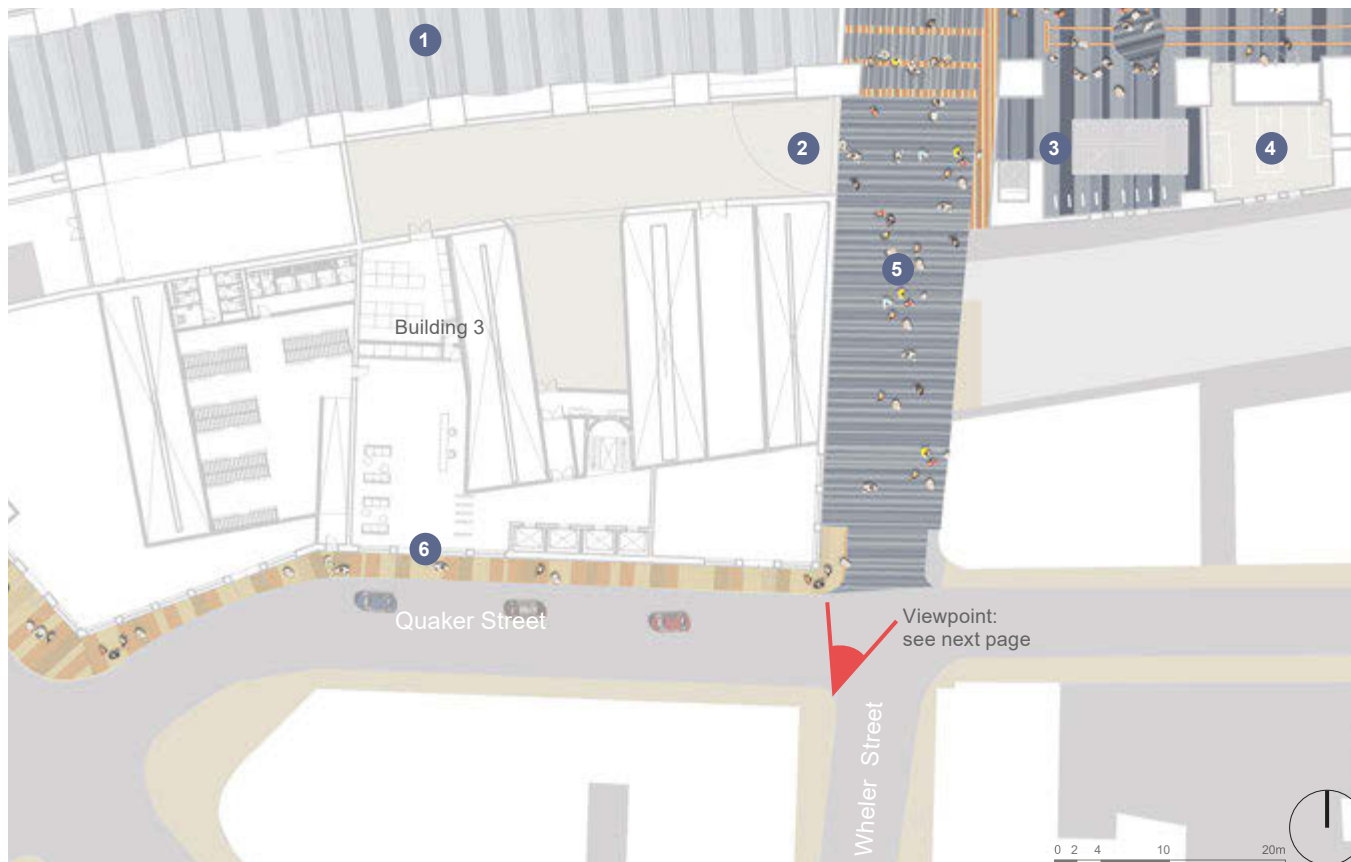 1
2
3
4
Building 3
5
6
Quaker Street
Viewpoint:
see next page
Wheler Street
0 2 4 10 20m